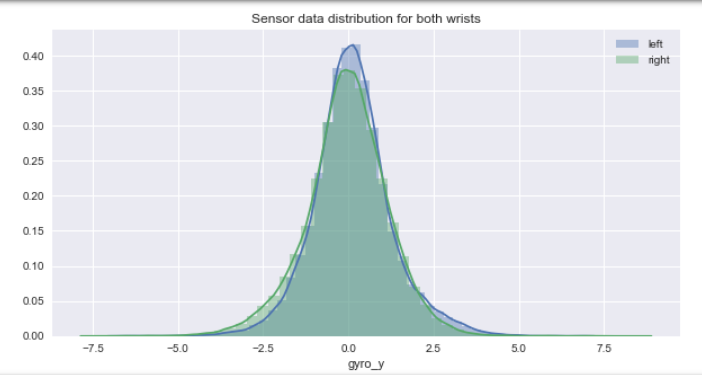 Sensor data distribution for both wrists
left
right
0.40
0.35
0.30
0.25
0.20
0.15
0.10
0.05
0.00
−7.5 −5.0 −2.5 0.0 2.5 5.0 7.5
gyro_y